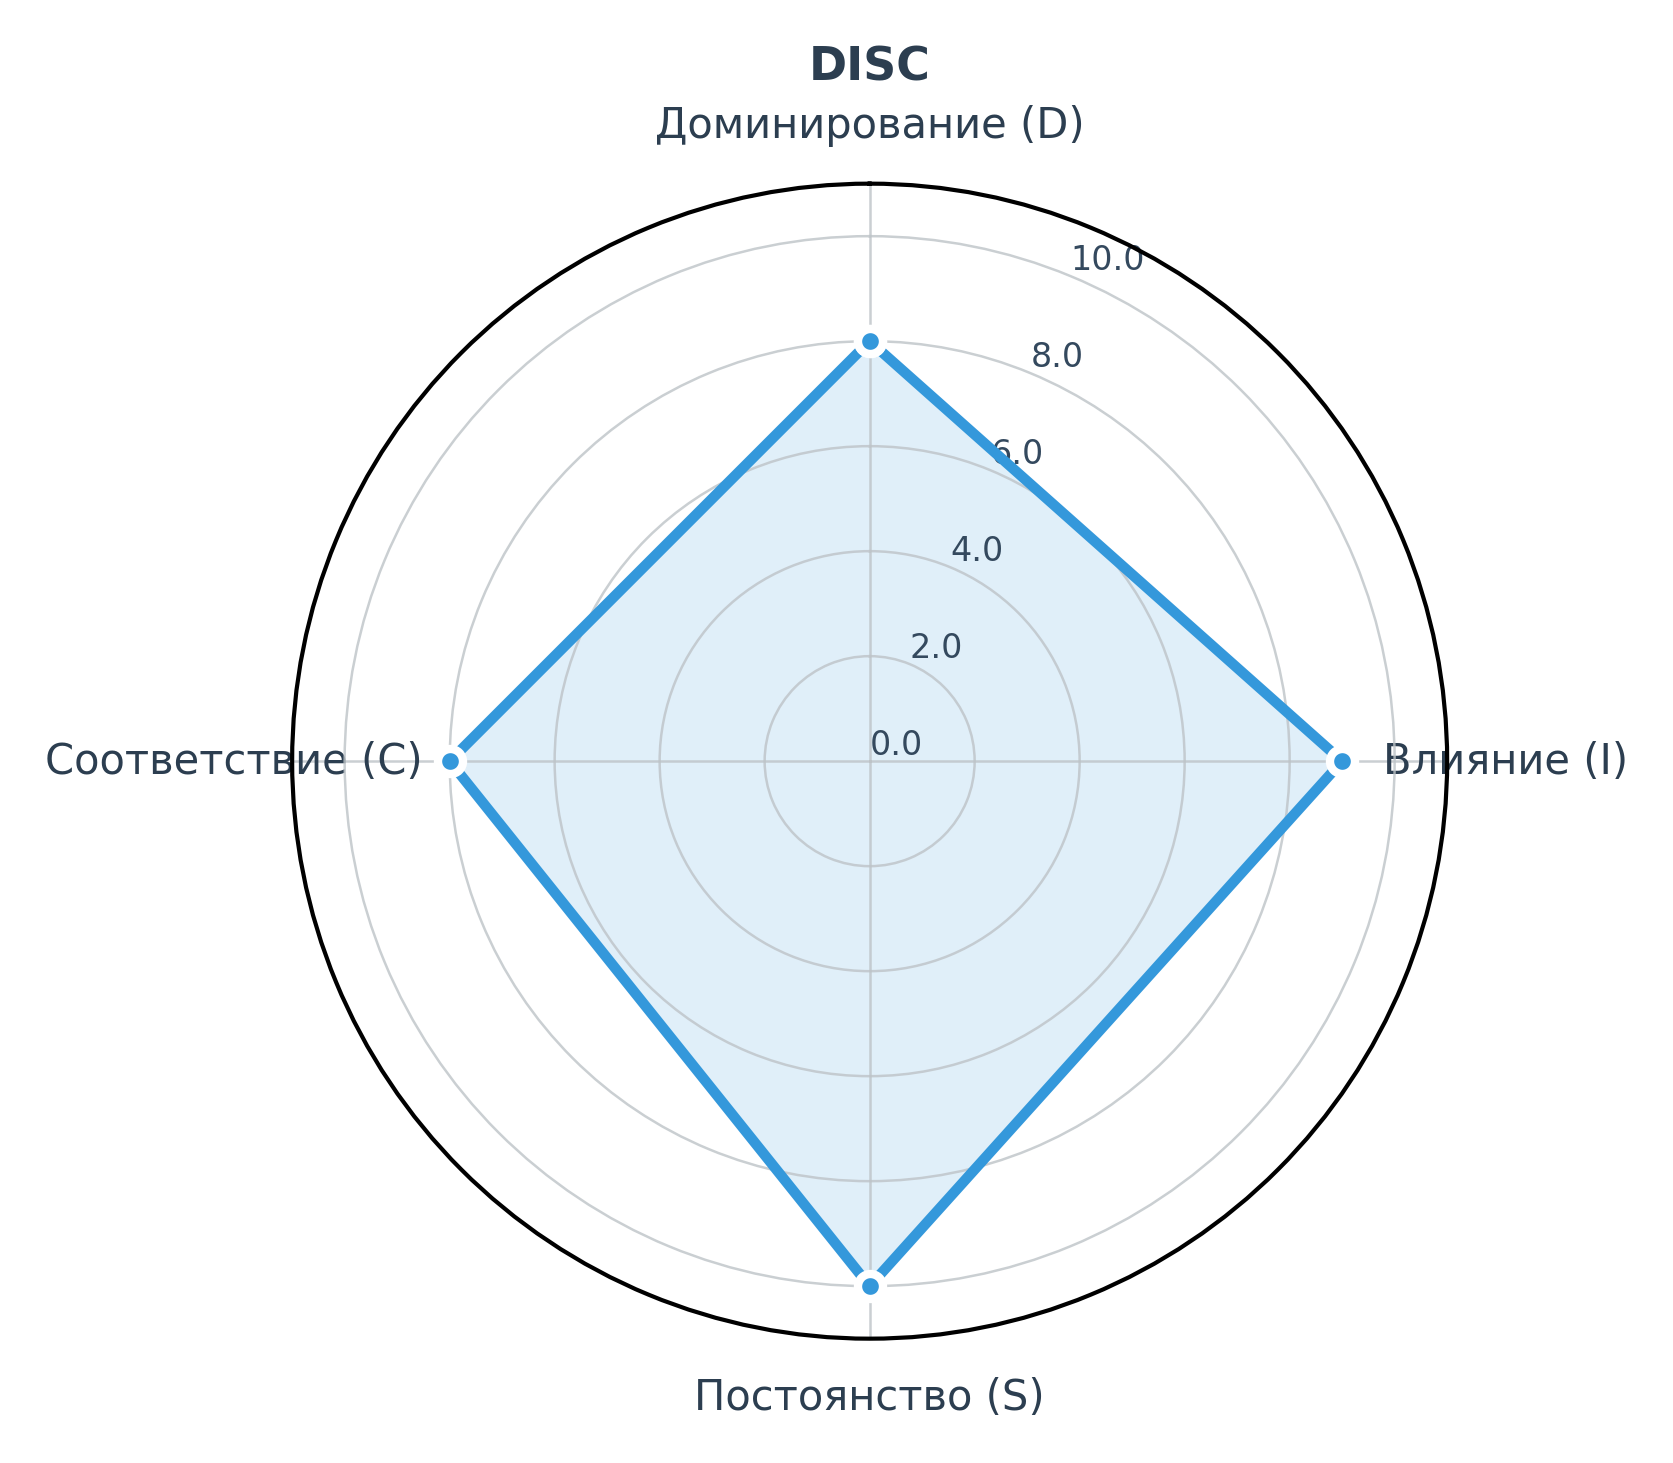 DISC
Доминирование (D)
10.0
8.0
6.0
4.0
2.0
0.0
Соответствие (C)
Влияние (I)
Постоянство (S)